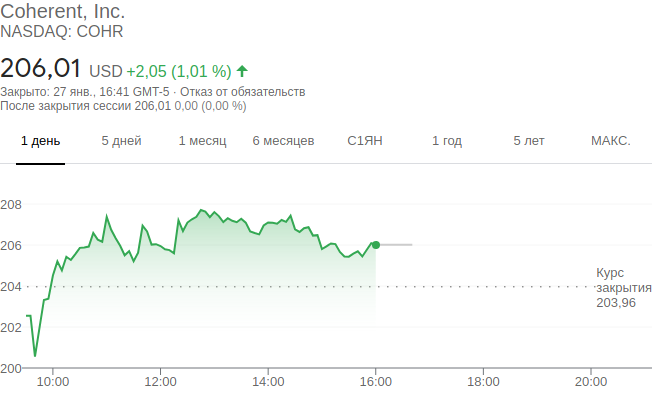 Coherent, Inc.
NASDAQ: COHR
206,01 USD +2,05 (1,01 %)
Закрыто: 27 янв., 16:41 GMT-5 · Отказ от обязательств
После закрытия сессии 206,01 0,00 (0,00 %)
1 день 5 дней 1 месяц 6 месяцев С1ЯН 1 год 5 лет МАКС.
208
206
204
202
200
Курс
закрытия
203,96
10:00 12:00 14:00 16:00 18:00 20:00